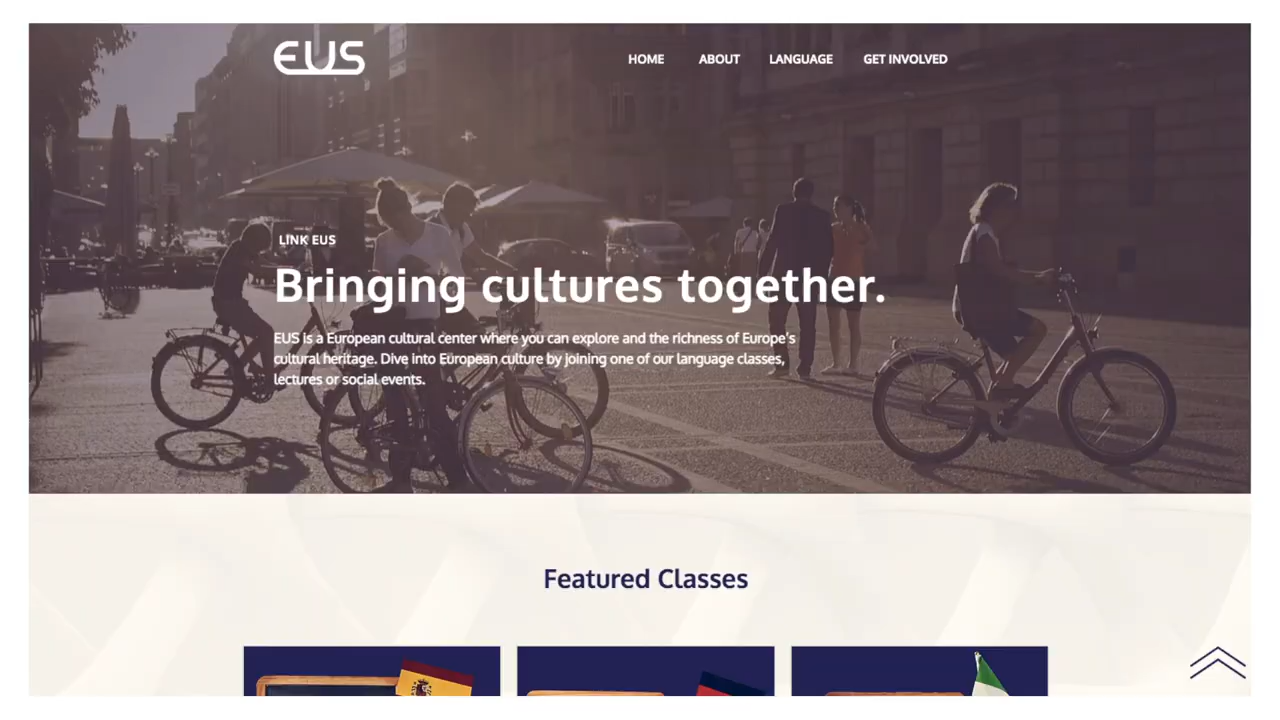 EUS
HOME ABOUT LANGUAGE GET INVOLVED
LINK EUS
Bringing cultures together.
EUS is a European cultural center where you can explore and the richness of Europe's
cultural heritage. Dive into European culture by joining one of our language classes,
lectures or social events.
Featured Classes